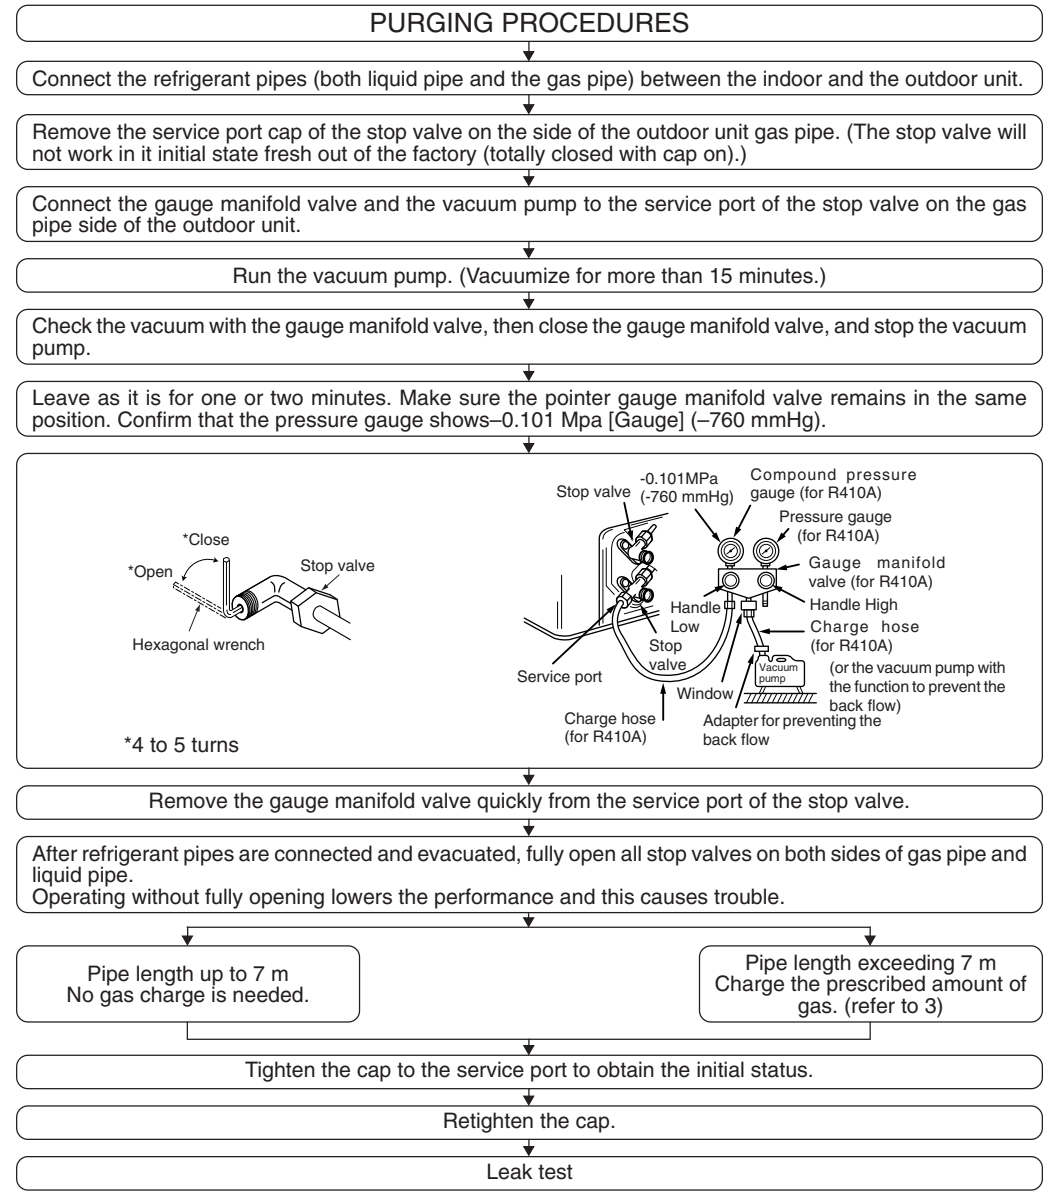 PURGING PROCEDURES
Connect the refrigerant pipes (both liquid pipe and the gas pipe) between the indoor and the outdoor unit.
Remove the service port cap of the stop valve on the side of the outdoor unit gas pipe. (The stop valve will
not work in it initial state fresh out of the factory (totally closed with cap on).)
Connect the gauge manifold valve and the vacuum pump to the service port of the stop valve on the gas
pipe side of the outdoor unit.
Run the vacuum pump. (Vacuumize for more than 15 minutes.)
Check the vacuum with the gauge manifold valve, then close the gauge manifold valve, and stop the vacuum
pump.
Leave as it is for one or two minutes. Make sure the pointer gauge manifold valve remains in the same
position. Confirm that the pressure gauge shows–0.101 Mpa [Gauge] (–760 mmHg).
*Close
*Open
Stop valve
Hexagonal wrench
*4 to 5 turns
Stop valve
-0.101MPa
(-760 mmHg)
Compound pressure
gauge (for R410A)
Pressure gauge
(for R410A)
Gauge manifold
valve (for R410A)
Handle
Low
Handle High
Charge hose
(for R410A)
Stop
valve
Service port
Vacuum
pump
(or the vacuum pump with
the function to prevent the
back flow)
Window
Charge hose
(for R410A)
Adapter for preventing the
back flow
Remove the gauge manifold valve quickly from the service port of the stop valve.
After refrigerant pipes are connected and evacuated, fully open all stop valves on both sides of gas pipe and
liquid pipe.
Operating without fully opening lowers the performance and this causes trouble.
Pipe length up to 7 m
No gas charge is needed.
Pipe length exceeding 7 m
Charge the prescribed amount of
gas. (refer to 3)
Tighten the cap to the service port to obtain the initial status.
Retighten the cap.
Leak test